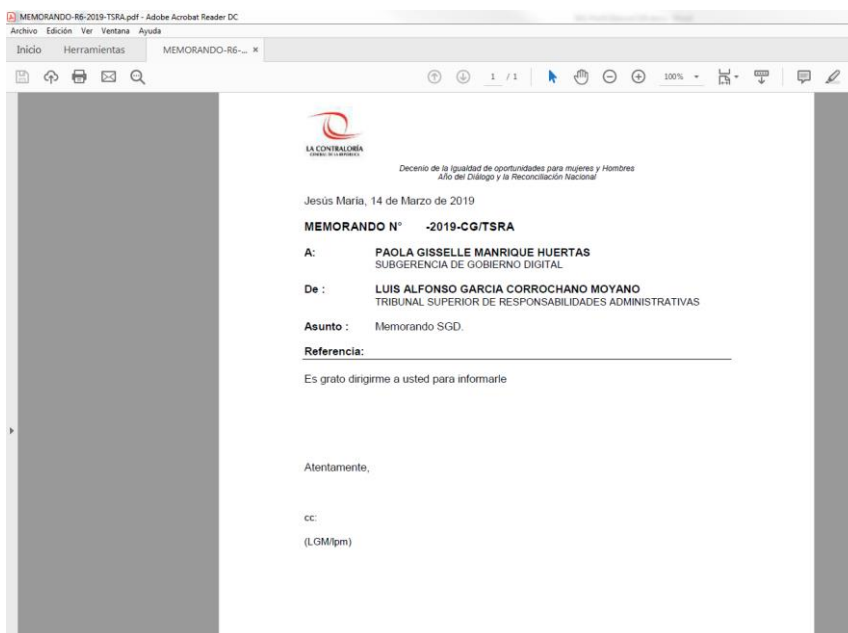 MEMORANDO-R6-2019-TSRA.pdf - Adobe Acrobat Reader DC
Archivo Edición Ver Ventana Ayuda
Inicio Herramientas MEMORANDO-R6-... ×
1 / 1 100%
LA CONTRALORÍA
GENERAL DE LA REPÚBLICA
Decenio de la Igualdad de oportunidades para mujeres y Hombres
Año del Diálogo y la Reconciliación Nacional
Jesús María, 14 de Marzo de 2019
MEMORANDO N° -2019-CG/TSRA
A: PAOLA GISSELLE MANRIQUE HUERTAS
SUBGERENCIA DE GOBIERNO DIGITAL
De : LUIS ALFONSO GARCIA CORROCHANO MOYANO
TRIBUNAL SUPERIOR DE RESPONSABILIDADES ADMINISTRATIVAS
Asunto : Memorando SGD.
Referencia:
Es grato dirigirme a usted para informarle
Atentamente,
cc:
(LGM/lpm)